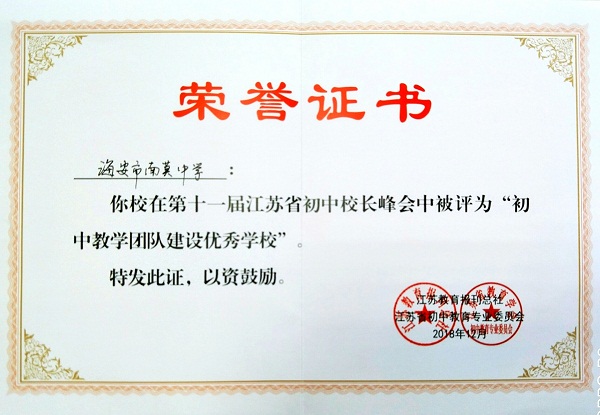 荣誉证书
海安市南莫中学：
你校在第十一届江苏省初中校长峰会中被评为“初
中教学团队建设优秀学校”。
特发此证，以资鼓励。
江苏教育报刊总社
江苏省初中教育专业委员会
2018年12月